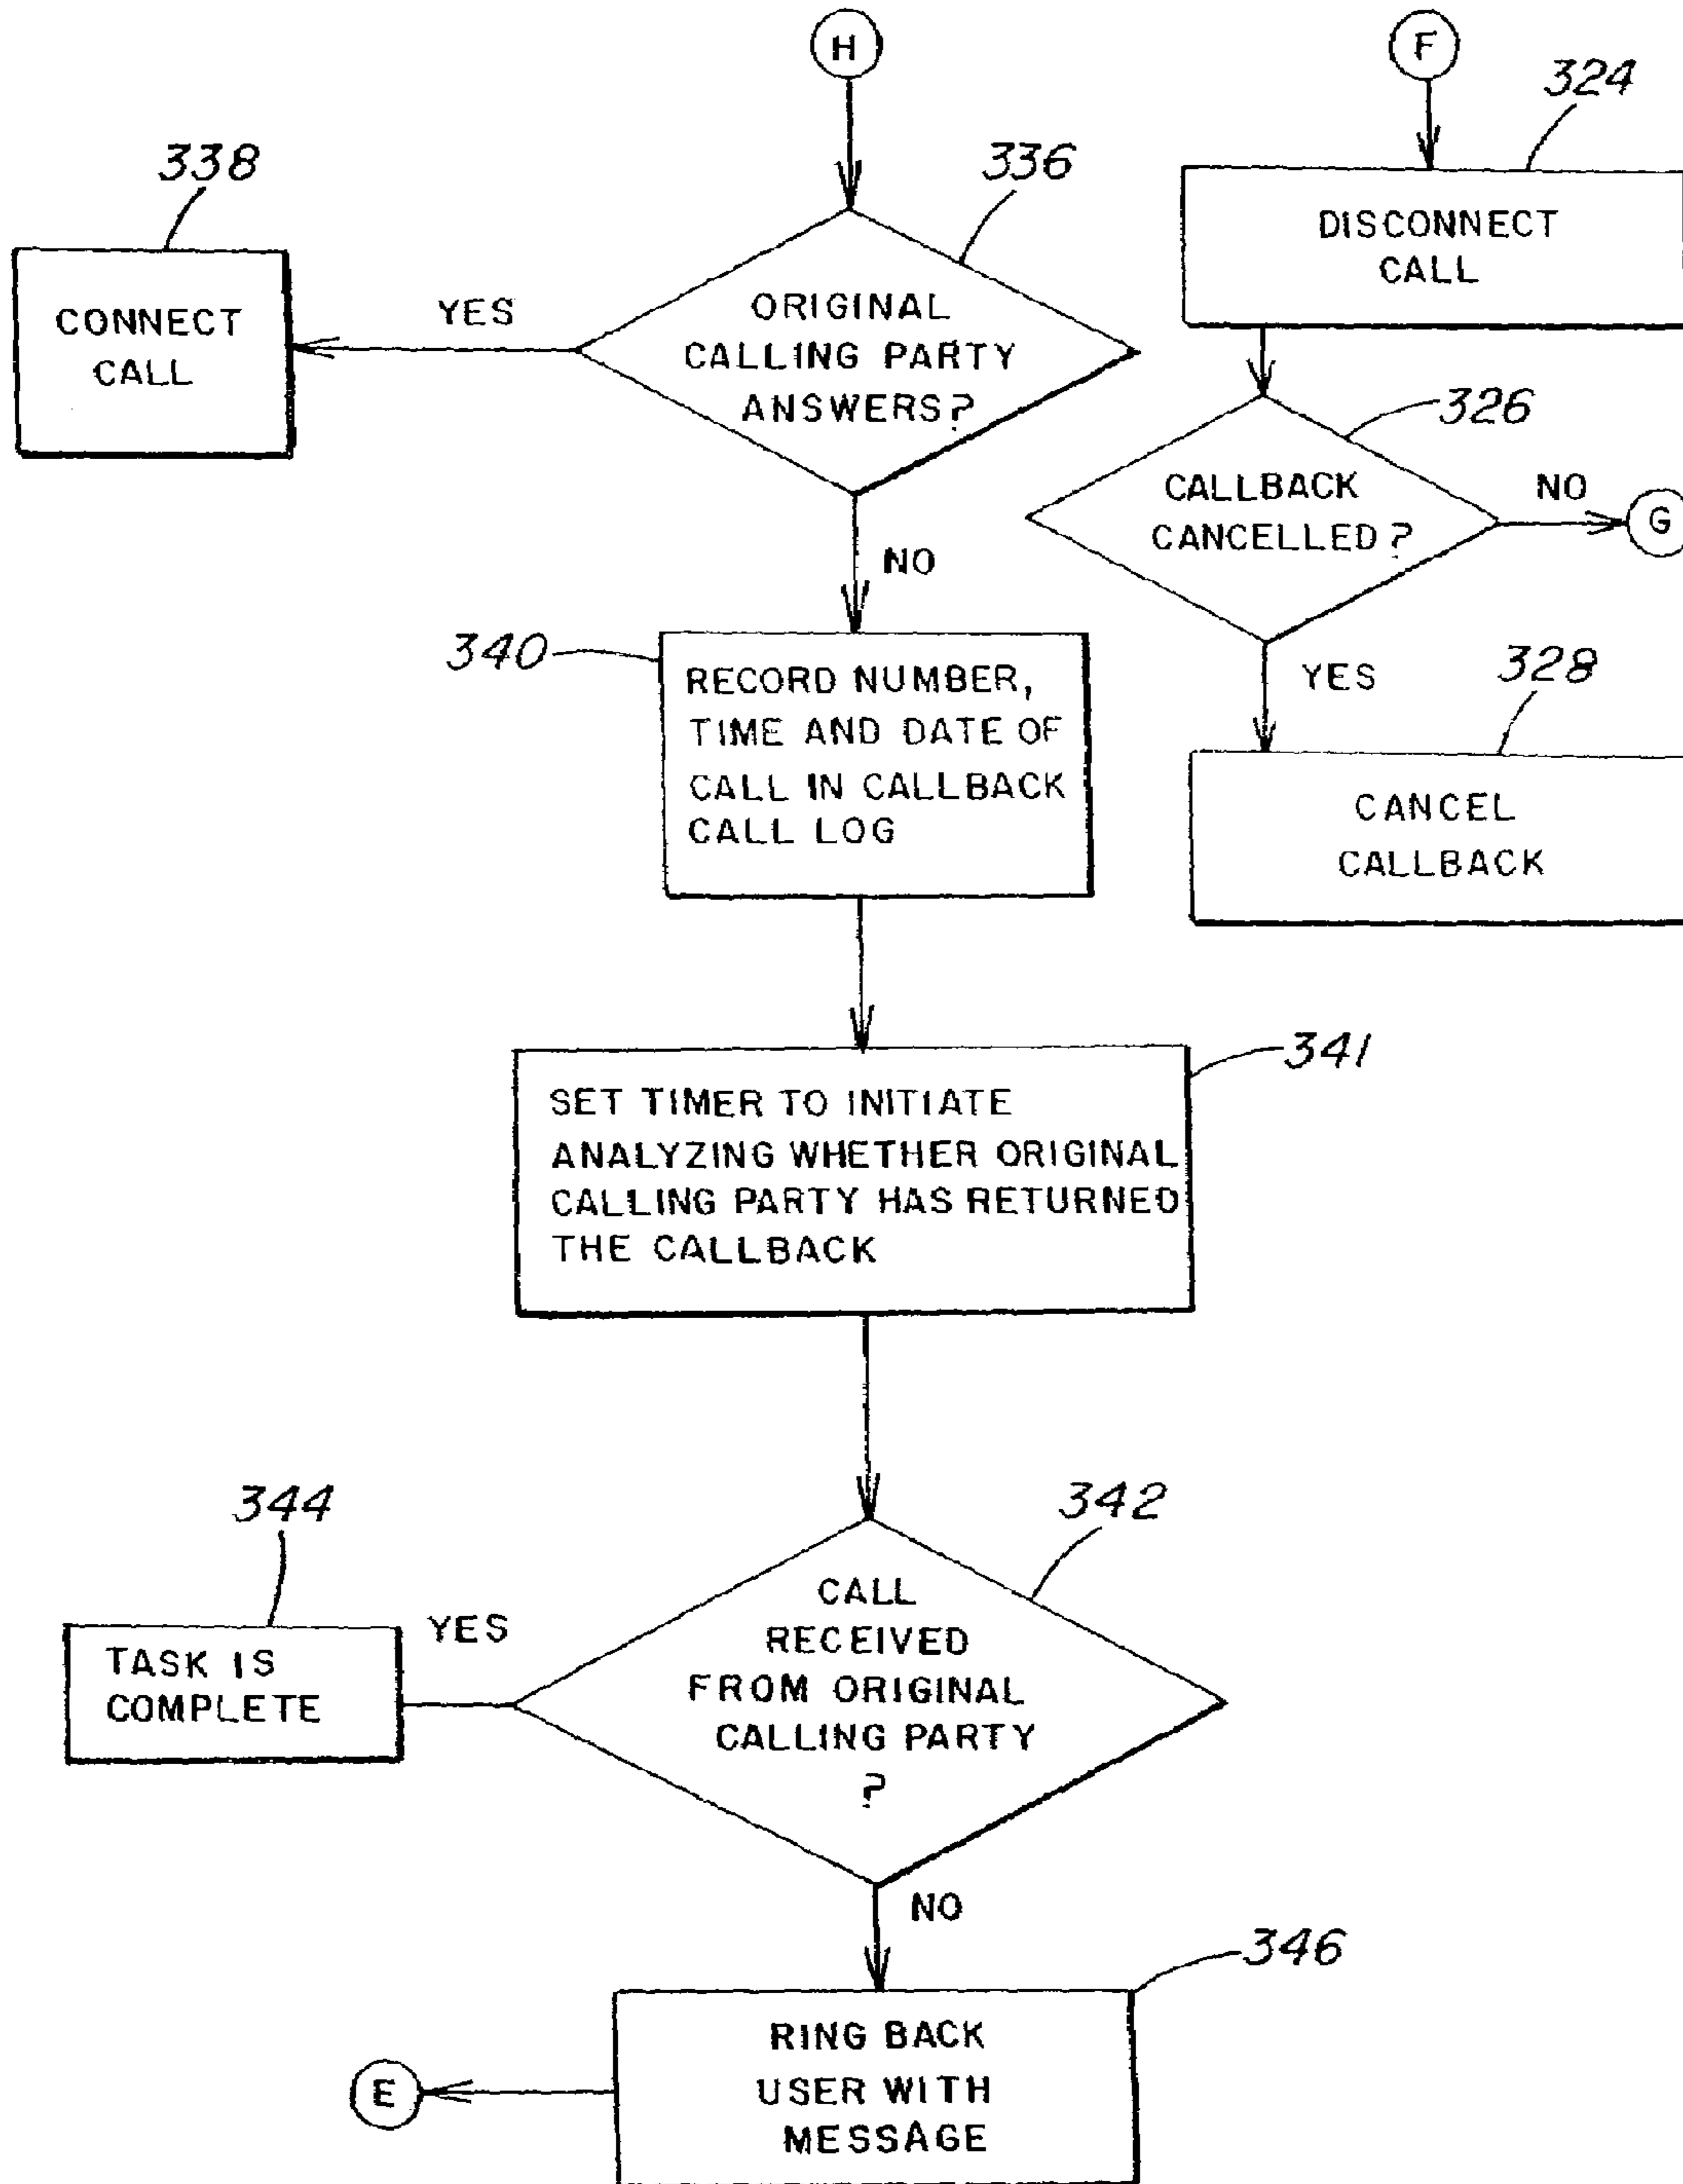 H
336
ORIGINAL
CALLING PARTY
ANSWERS?
YES
338
CONNECT
CALL
NO
340
RECORD NUMBER,
TIME AND DATE OF
CALL IN CALLBACK
CALL LOG
341
SET TIMER TO INITIATE
ANALYZING WHETHER ORIGINAL
CALLING PARTY HAS RETURNED
THE CALLBACK
342
CALL
RECEIVED
FROM ORIGINAL
CALLING PARTY
?
YES
344
TASK IS
COMPLETE
NO
346
RING BACK
USER WITH
MESSAGE
E
F
324
DISCONNECT
CALL
326
CALLBACK
CANCELLED?
NO
G
YES
328
CANCEL
CALLBACK